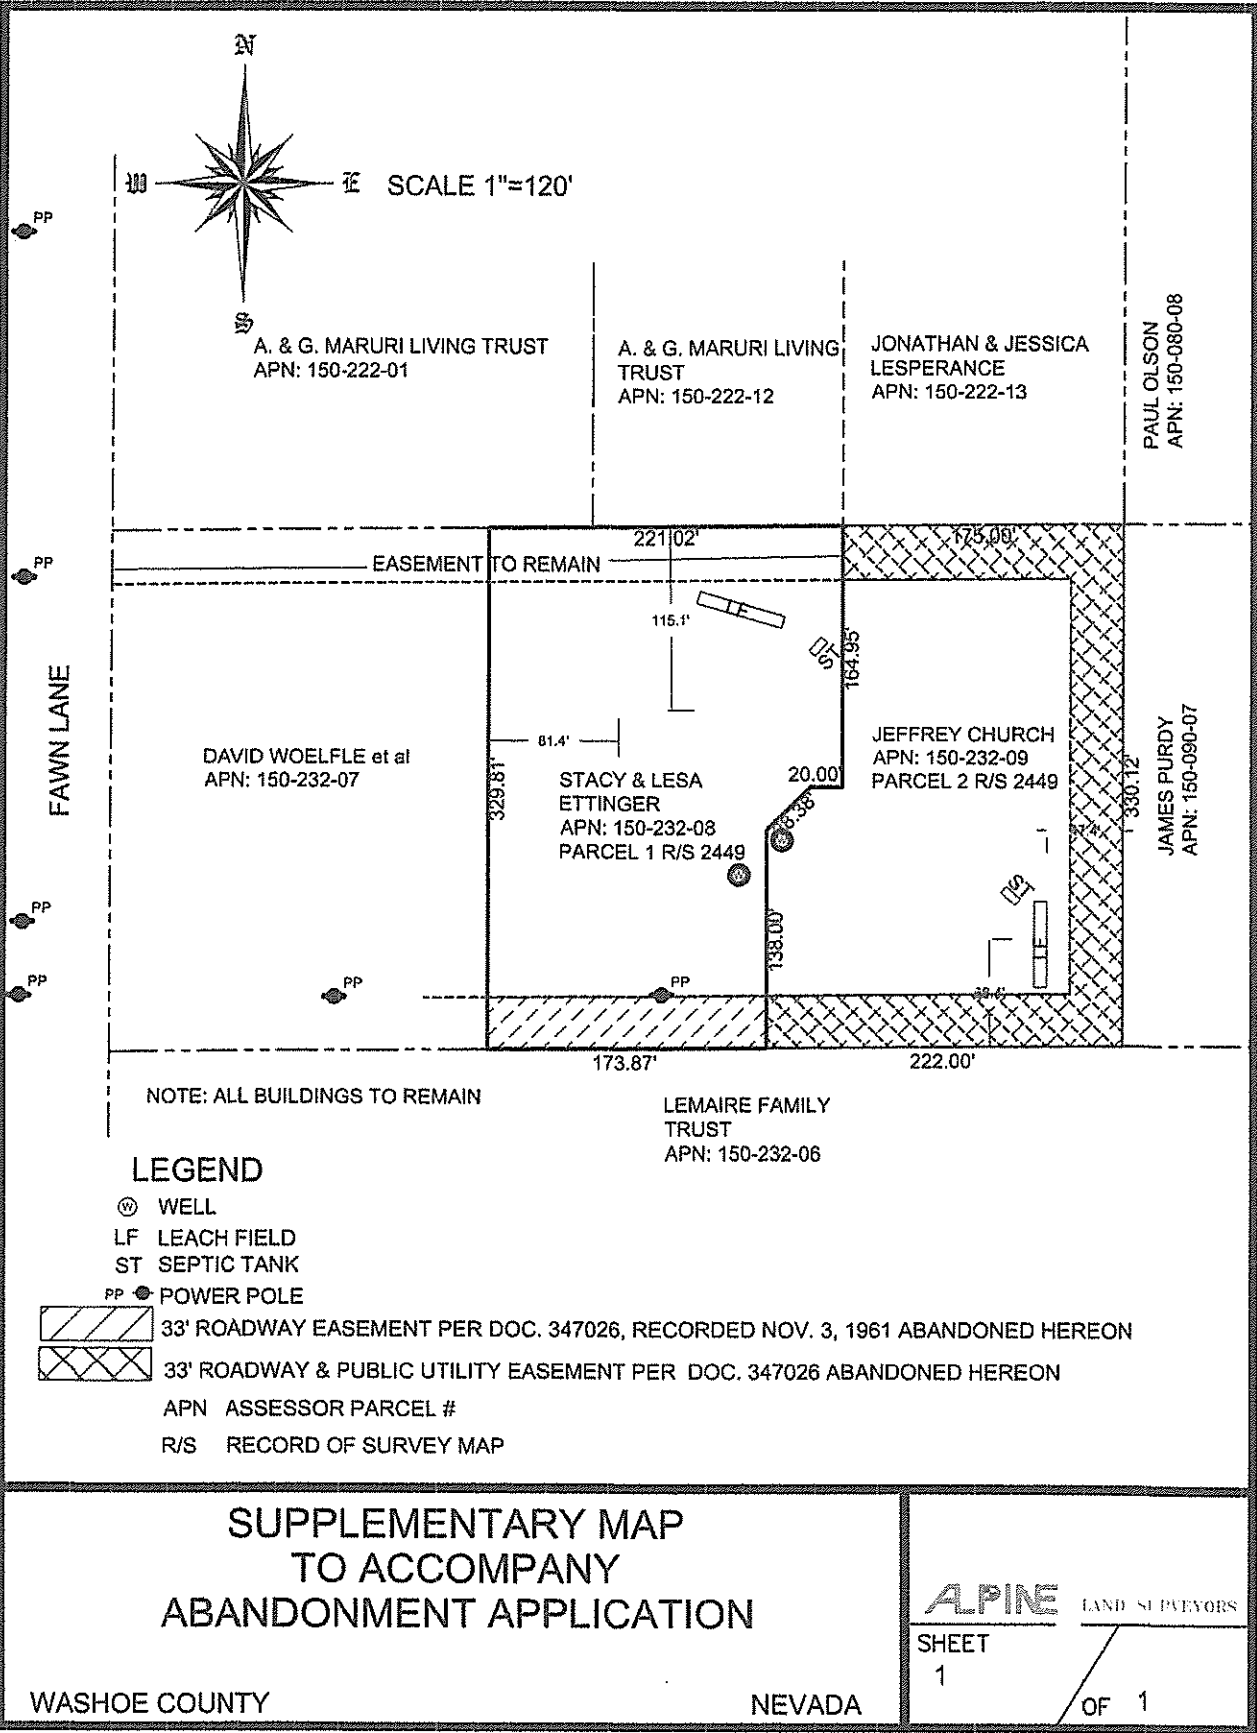 N
W
E
S
SCALE 1"=120'
PP
A. & G. MARURI LIVING TRUST
APN: 150-222-01
A. & G. MARURI LIVING
TRUST
APN: 150-222-12
JONATHAN & JESSICA
LESPERANCE
APN: 150-222-13
PAUL OLSON
APN: 150-080-08
221.02'
175.00'
EASEMENT TO REMAIN
PP
LF
115.1'
ST
164.95'
FAWN LANE
DAVID WOELFLE et al
APN: 150-232-07
81.4'
329.81'
STACY & LESA
ETTINGER
APN: 150-232-08
PARCEL 1 R/S 2449
20.00'
JEFFREY CHURCH
APN: 150-232-09
PARCEL 2 R/S 2449
330.12'
JAMES PURDY
APN: 150-090-07
W
W
138.00'
ST
LF
PP
PP
PP
PP
173.87'
222.00'
NOTE: ALL BUILDINGS TO REMAIN
LEMAIRE FAMILY
TRUST
APN: 150-232-06
LEGEND
W WELL
LF LEACH FIELD
ST SEPTIC TANK
PP POWER POLE
33' ROADWAY EASEMENT PER DOC. 347026, RECORDED NOV. 3, 1961 ABANDONED HEREON
33' ROADWAY & PUBLIC UTILITY EASEMENT PER DOC. 347026 ABANDONED HEREON
APN ASSESSOR PARCEL #
R/S RECORD OF SURVEY MAP
SUPPLEMENTARY MAP
TO ACCOMPANY
ABANDONMENT APPLICATION
WASHOE COUNTY
NEVADA
ALPINE LAND SURVEYORS
SHEET
1
OF 1